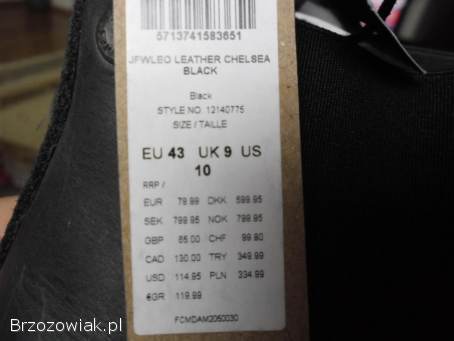 5713741583651
JFWLEO LEATHER CHELSEA
BLACK
Black
STYLE NO. 12140775
SIZE / TAILLE
EU 43 UK 9 US
10
RRP /
EUR 79.99 DKK 599.95
SEK 799.95 NOK 799.95
GBP 65.00 CHF 99.90
CAD 130.00 TRY 349.99
USD 114.95 PLN 334.99
€GR 119.99
FCMDAM2050030
Brzozowiak.pl